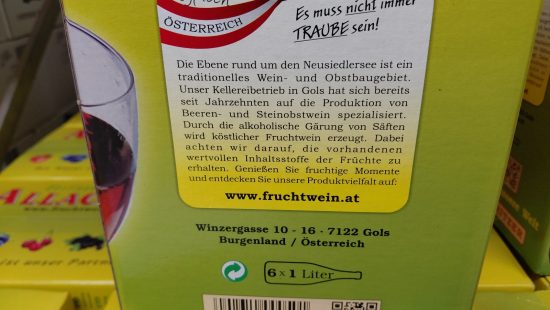 ÖSTERREICH
Es muss nicht immer
TRAUBE sein!
Die Ebene rund um den Neusiedlersee ist ein
traditionelles Wein- und Obstbaugebiet.
Unser Kellereibetrieb in Gols hat sich bereits
seit Jahrzehnten auf die Produktion von
Beeren- und Steinobstwein spezialisiert.
Durch die alkoholische Gärung von Säften
wird köstlicher Fruchtwein erzeugt. Dabei
achten wir darauf, die vorhandenen
wertvollen Inhaltsstoffe der Früchte zu
erhalten. Genießen Sie fruchtige Momente
und entdecken Sie unsere Produktvielfalt auf:
www.fruchtwein.at
Winzergasse 10 - 16 · 7122 Gols
Burgenland / Österreich
6 x 1 Liter